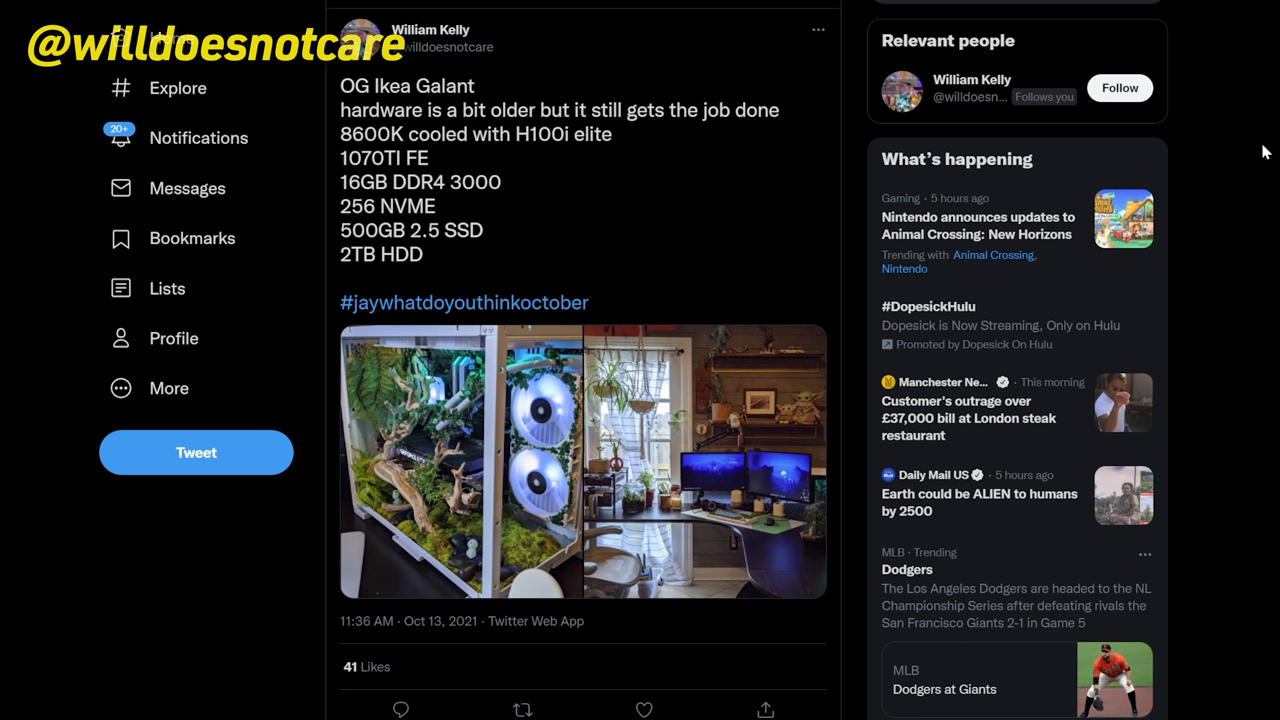 @willdoesnotcare
Explore
20+
Notifications
Messages
Bookmarks
Lists
Profile
More
Tweet
William Kelly
willdoesnotcare
OG Ikea Galant
hardware is a bit older but it still gets the job done
8600K cooled with H100i elite
1070TI FE
16GB DDR4 3000
256 NVME
500GB 2.5 SSD
2TB HDD
#jaywhatdoyouthinkoctober
11:36 AM · Oct 13, 2021 · Twitter Web App
41 Likes
Relevant people
William Kelly
@willdoesn... Follows you
Follow
What's happening
Gaming · 5 hours ago
Nintendo announces updates to
Animal Crossing: New Horizons
Trending with Animal Crossing,
Nintendo
#DopesickHulu
Dopesick is Now Streaming, Only on Hulu
Promoted by Dopesick On Hulu
Manchester Ne... · This morning
Customer's outrage over
£37,000 bill at London steak
restaurant
Daily Mail US · 5 hours ago
Earth could be ALIEN to humans
by 2500
MLB · Trending
Dodgers
The Los Angeles Dodgers are headed to the NL
Championship Series after defeating rivals the
San Francisco Giants 2-1 in Game 5
MLB
Dodgers at Giants